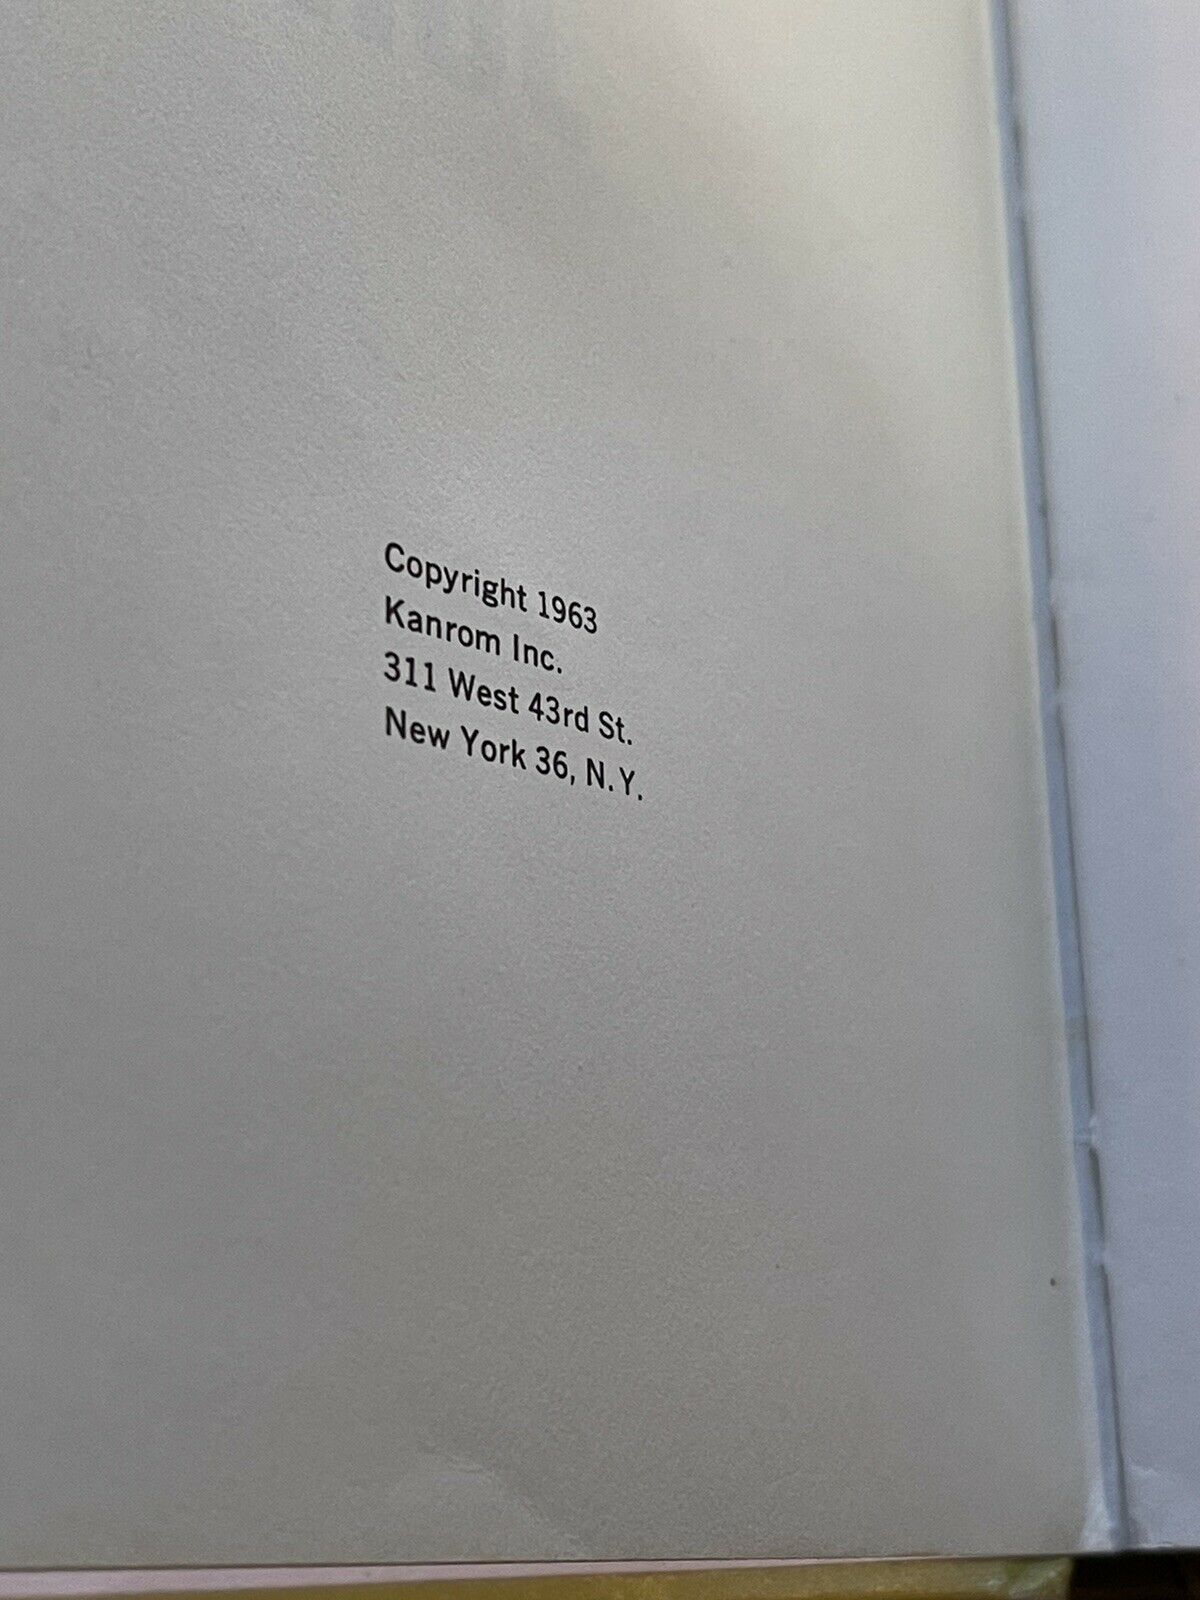 Copyright 1963
Kanrom Inc.
311 West 43rd St.
New York 36, N.Y.